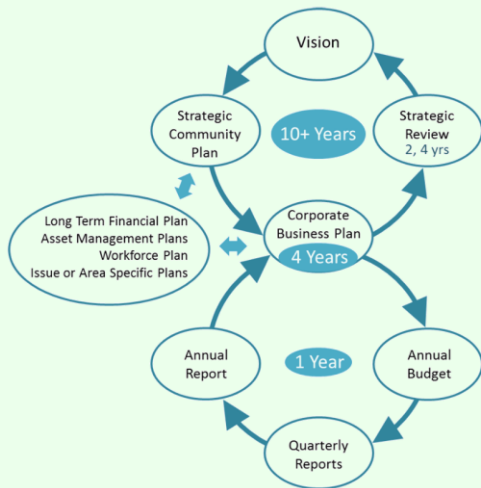 Vision
Strategic
Community
Plan
10+ Years
Strategic
Review
2, 4 yrs
Long Term Financial Plan
Asset Management Plans
Workforce Plan
Issue or Area Specific Plans
Corporate
Business Plan
4 Years
Annual
Report
1 Year
Annual
Budget
Quarterly
Reports